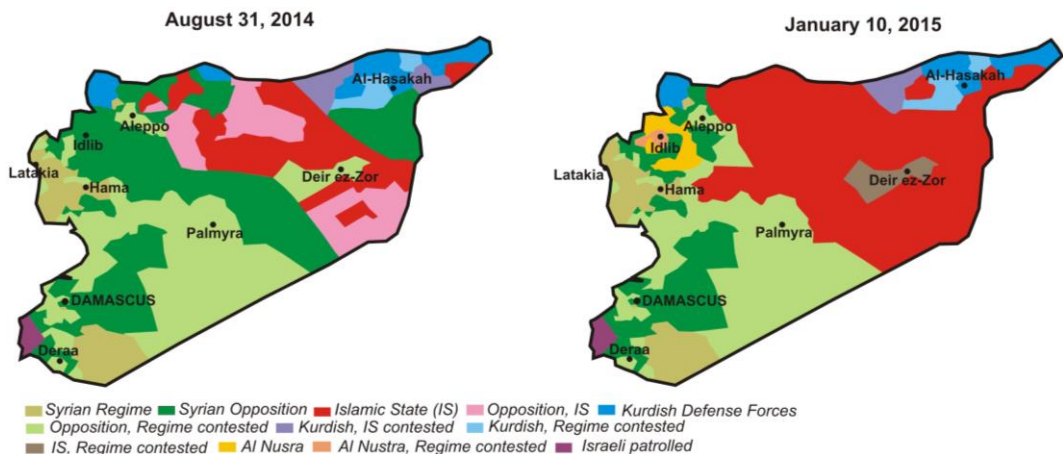 August 31, 2014
Al-Hasakah
Aleppo
Idlib
Latakia
Hama
Deir ez-Zor
Palmyra
DAMASCUS
Deraa
January 10, 2015
Al-Hasakah
Aleppo
Idlib
Latakia
Hama
Deir ez-Zor
Palmyra
DAMASCUS
Deraa
Syrian Regime Syrian Opposition Islamic State (IS) Opposition, IS Kurdish Defense Forces
Opposition, Regime contested Kurdish, IS contested Kurdish, Regime contested
IS, Regime contested Al Nusra Al Nustra, Regime contested Israeli patrolled